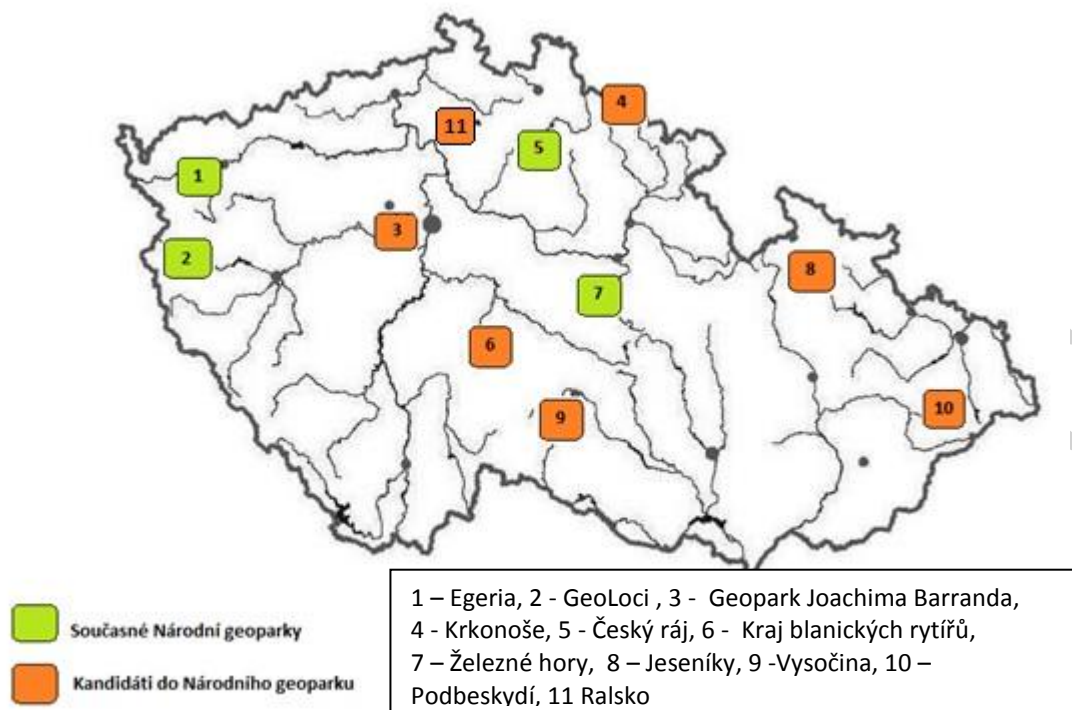 4
11
5
1
3
2
8
7
6
10
9
Současné Národní geoparky
Kandidáti do Národního geoparku
1 – Egeria, 2 - GeoLoci , 3 - Geopark Joachima Barranda,
4 - Krkonoše, 5 - Český ráj, 6 - Kraj blanických rytířů,
7 – Železné hory, 8 – Jeseníky, 9 -Vysočina, 10 –
Podbeskydí, 11 Ralsko